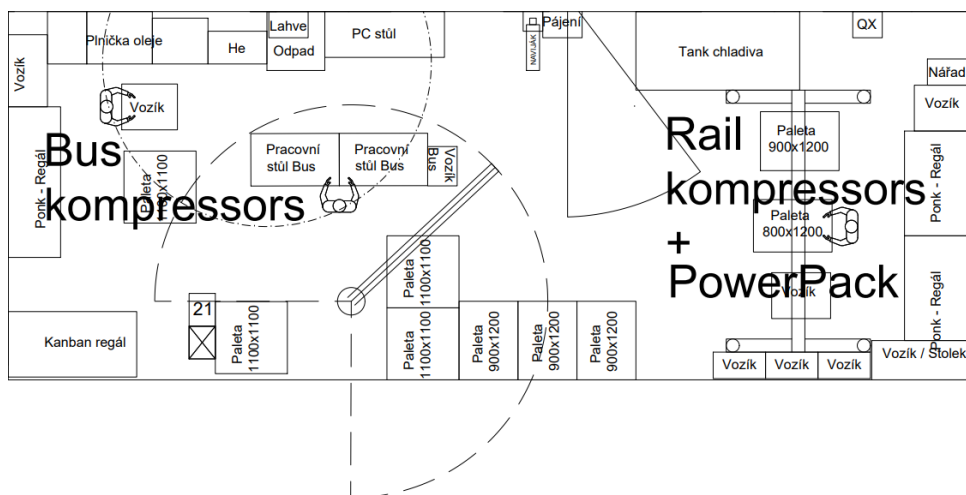 Lahve
Pájení
QX
Plnička oleje
He
Odpad
PC stůl
NAVIJÁK
Tank chladiva
Vozík
Nářad
Vozík
Vozík
Bus
kompressors
Pracovní
stůl Bus
Pracovní
stůl Bus
Vozík
Bus
Rail
kompressors
+
PowerPack
Paleta
900x1200
Paleta
800x1200
Vozík
Ponk - Regál
Paleta
1100x1100
Ponk - Regál
Ponk - Regál
Paleta
1100x1100
21
Kanban regál
Paleta
1100x1100
Paleta
1100x1100
Paleta
900x1200
Paleta
900x1200
Paleta
900x1200
Vozík
Vozík
Vozík
Vozík / Stolek